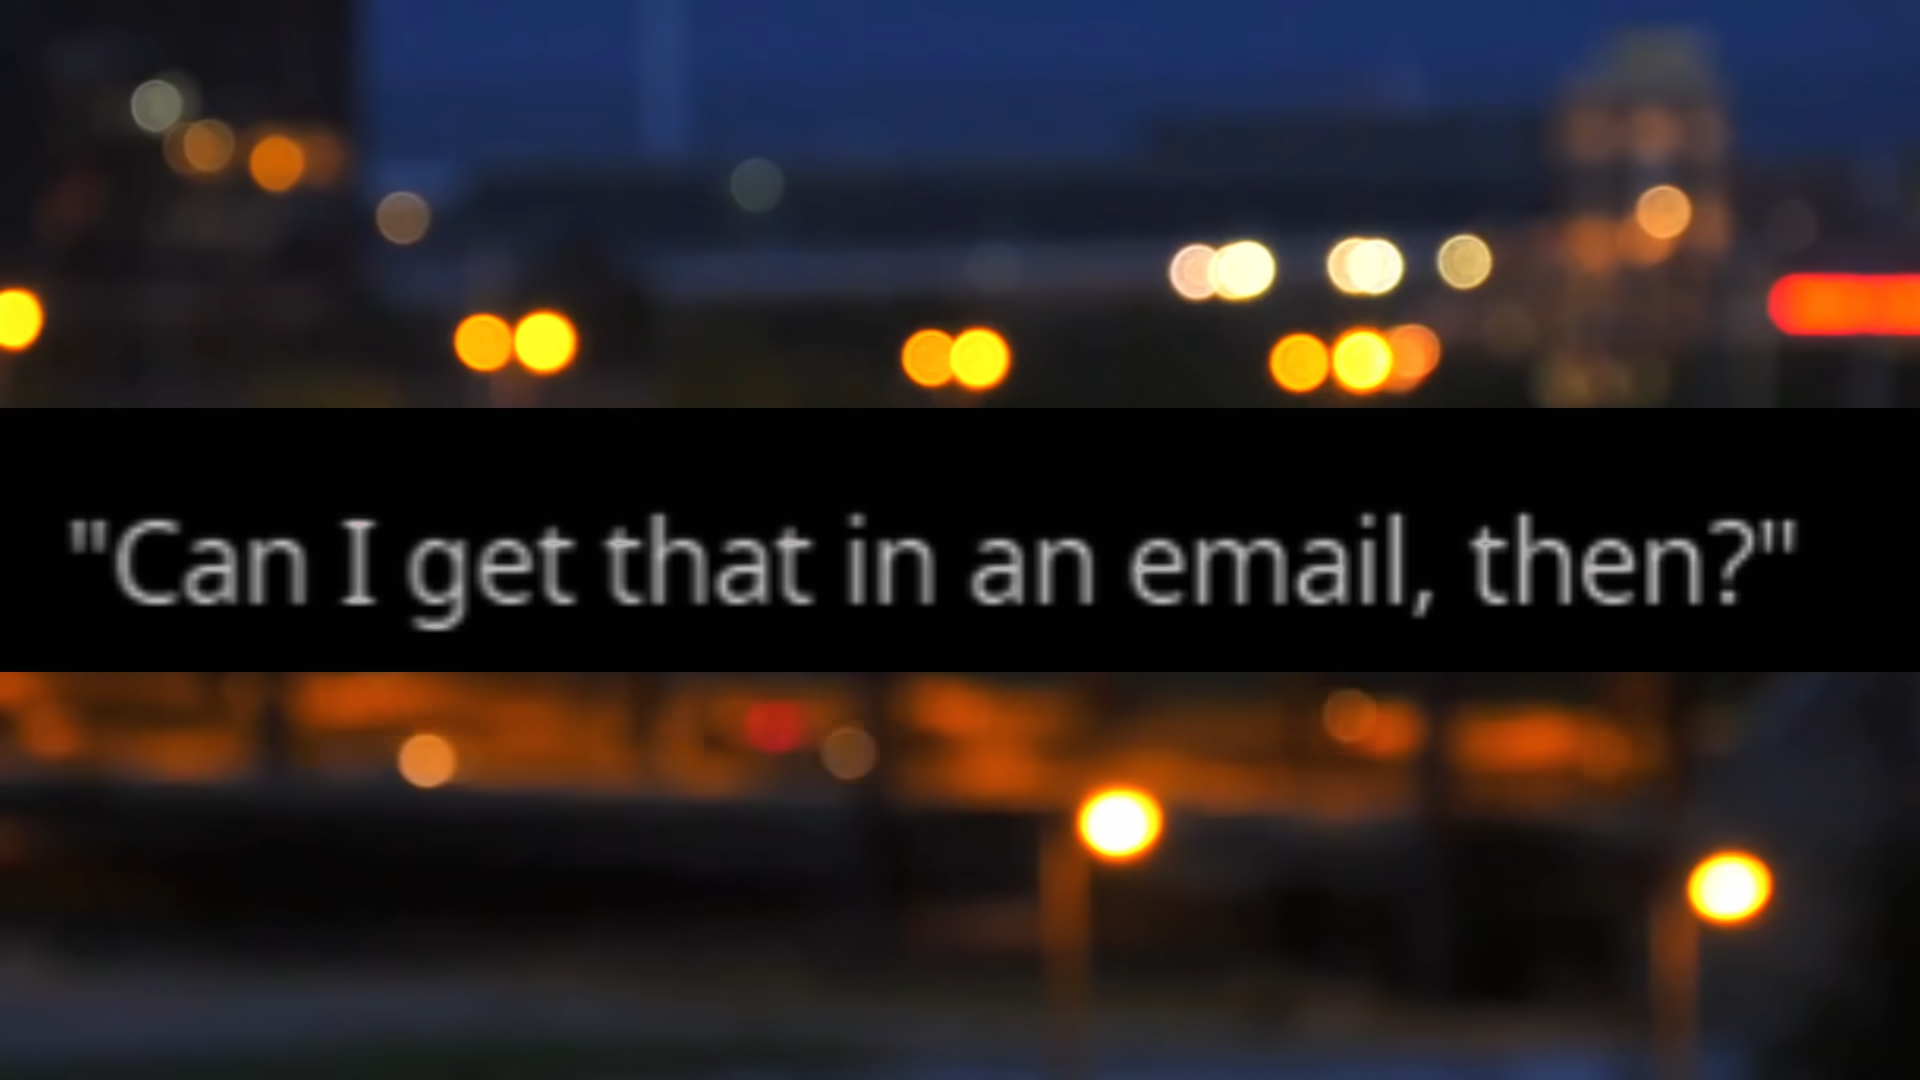 "Can I get that in an email, then?"